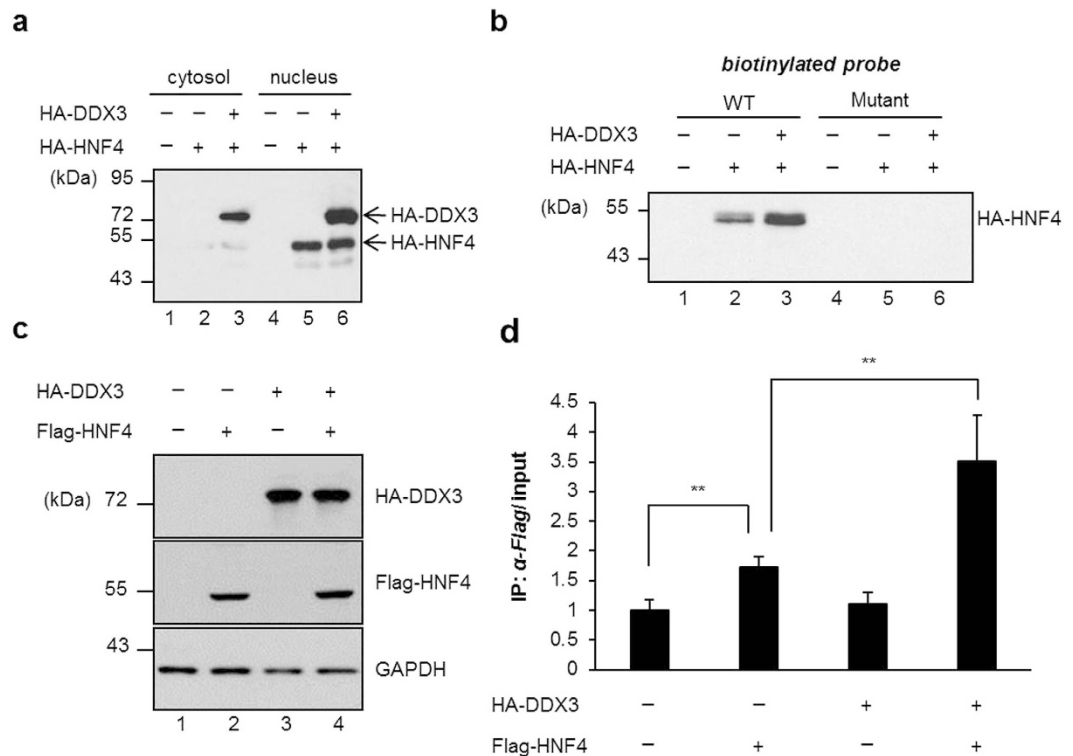 a
cytosol nucleus
HA-DDX3 – – + – – +
HA-HNF4 – + + – + +
(kDa)
95
72
55
43
HA-DDX3
HA-HNF4
1 2 3 4 5 6
b
biotinylated probe
WT Mutant
HA-DDX3 – – + – – +
HA-HNF4 – + + – + +
(kDa)
55
43
HA-HNF4
1 2 3 4 5 6
c
HA-DDX3 – – + +
Flag-HNF4 – + – +
(kDa)
72
HA-DDX3
55
Flag-HNF4
43
GAPDH
1 2 3 4
d
**
**
IP: α-Flag/input
4.5
4
3.5
3
2.5
2
1.5
1
0.5
0
HA-DDX3 – – + +
Flag-HNF4 – + – +